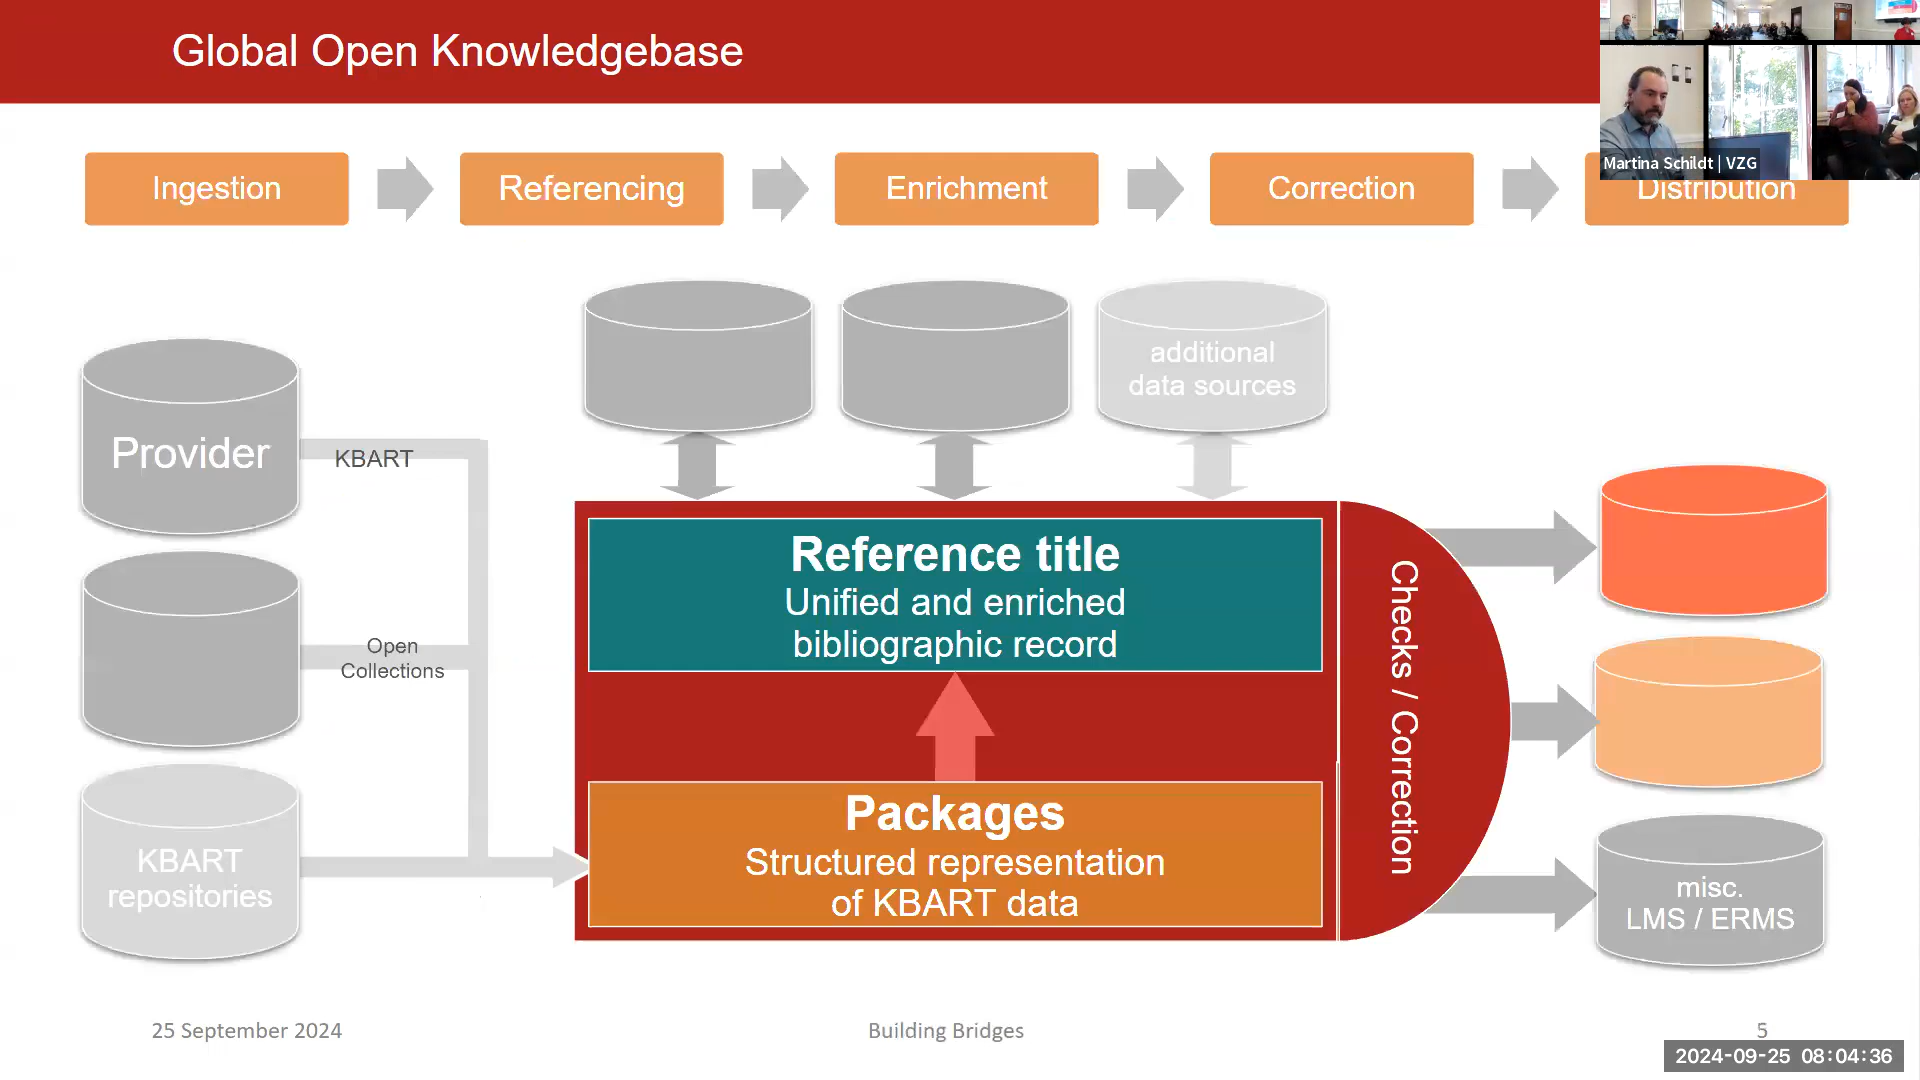 Global Open Knowledgebase
Martina Schildt | VZG
Ingestion
Referencing
Enrichment
Correction
Distribution
additional
data sources
Provider
KBART
Open
Collections
KBART
repositories
Reference title
Unified and enriched
bibliographic record
Packages
Structured representation
of KBART data
Checks / Correction
misc.
LMS / ERMS
25 September 2024
Building Bridges
5
2024-09-25 08:04:36